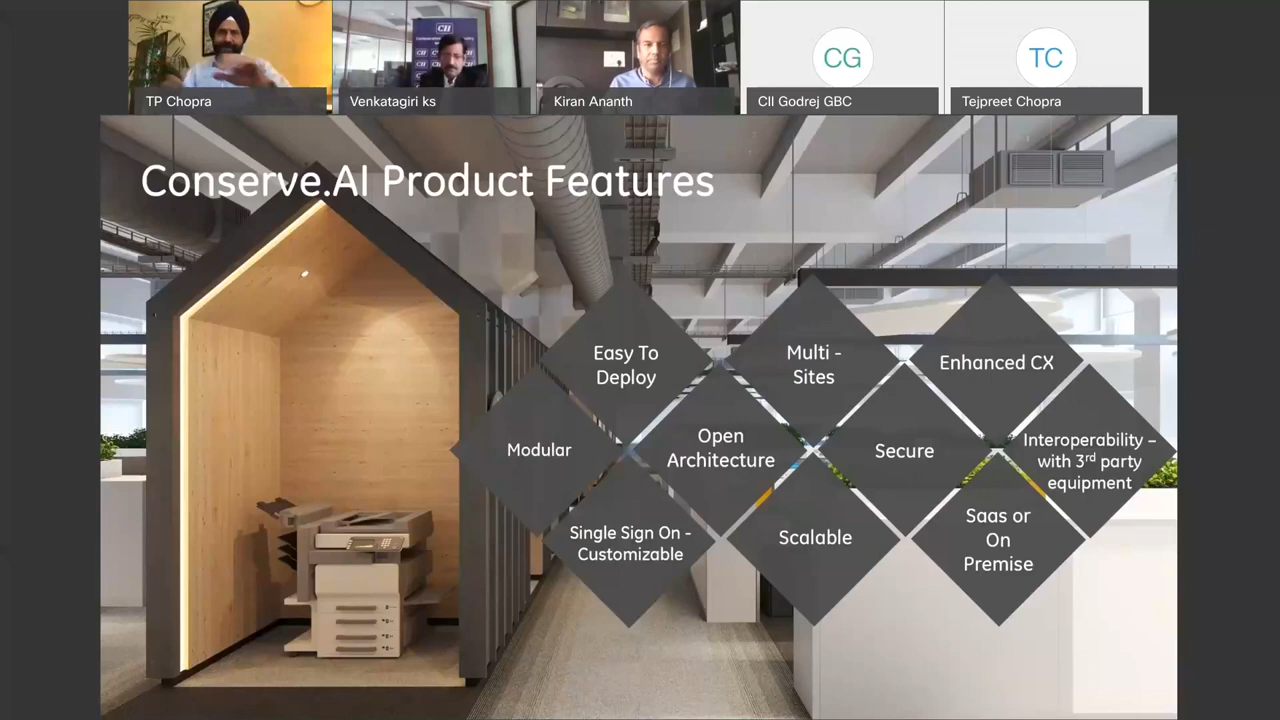 CII
TP Chopra
Venkatagiri ks
Kiran Ananth
CG
CII Godrej GBC
TC
Tejpreet Chopra
Conserve.AI Product Features
Easy To
Deploy
Multi -
Sites
Enhanced CX
Modular
Open
Architecture
Secure
Interoperability –
with 3rd party
equipment
Single Sign On -
Customizable
Scalable
Saas or
On
Premise